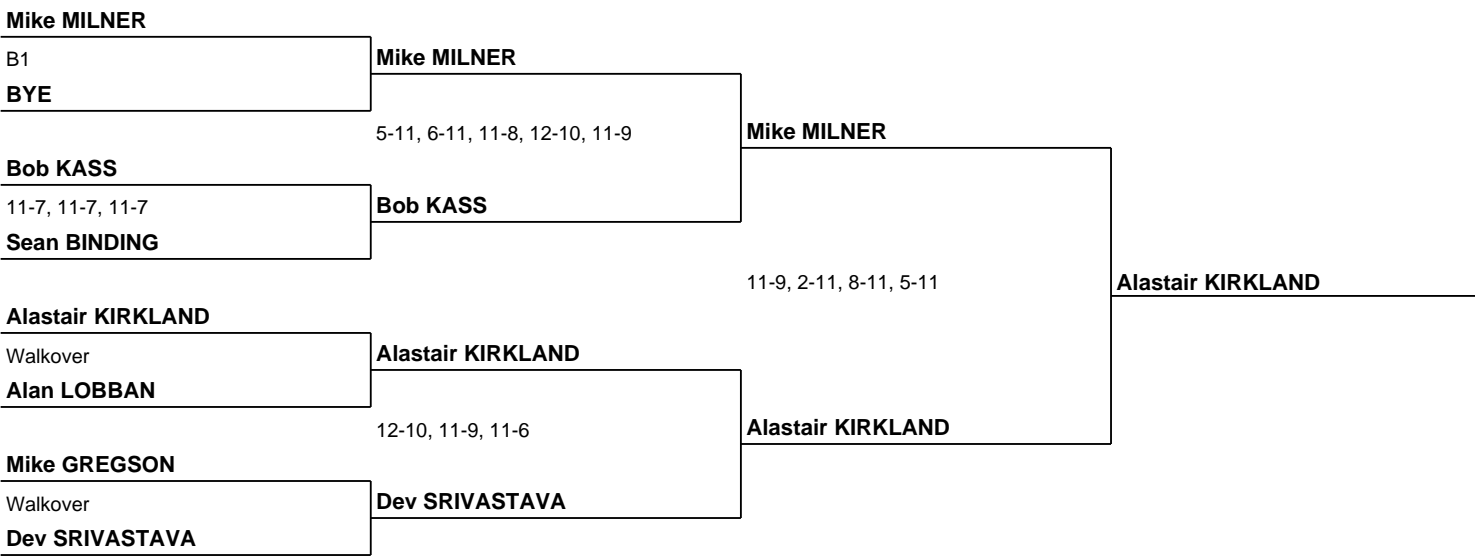 Mike MILNER
B1
BYE
Mike MILNER
5-11, 6-11, 11-8, 12-10, 11-9
Mike MILNER
Bob KASS
11-7, 11-7, 11-7
Sean BINDING
Bob KASS
11-9, 2-11, 8-11, 5-11
Alastair KIRKLAND
Alastair KIRKLAND
Walkover
Alan LOBBAN
Alastair KIRKLAND
12-10, 11-9, 11-6
Alastair KIRKLAND
Mike GREGSON
Walkover
Dev SRIVASTAVA
Dev SRIVASTAVA